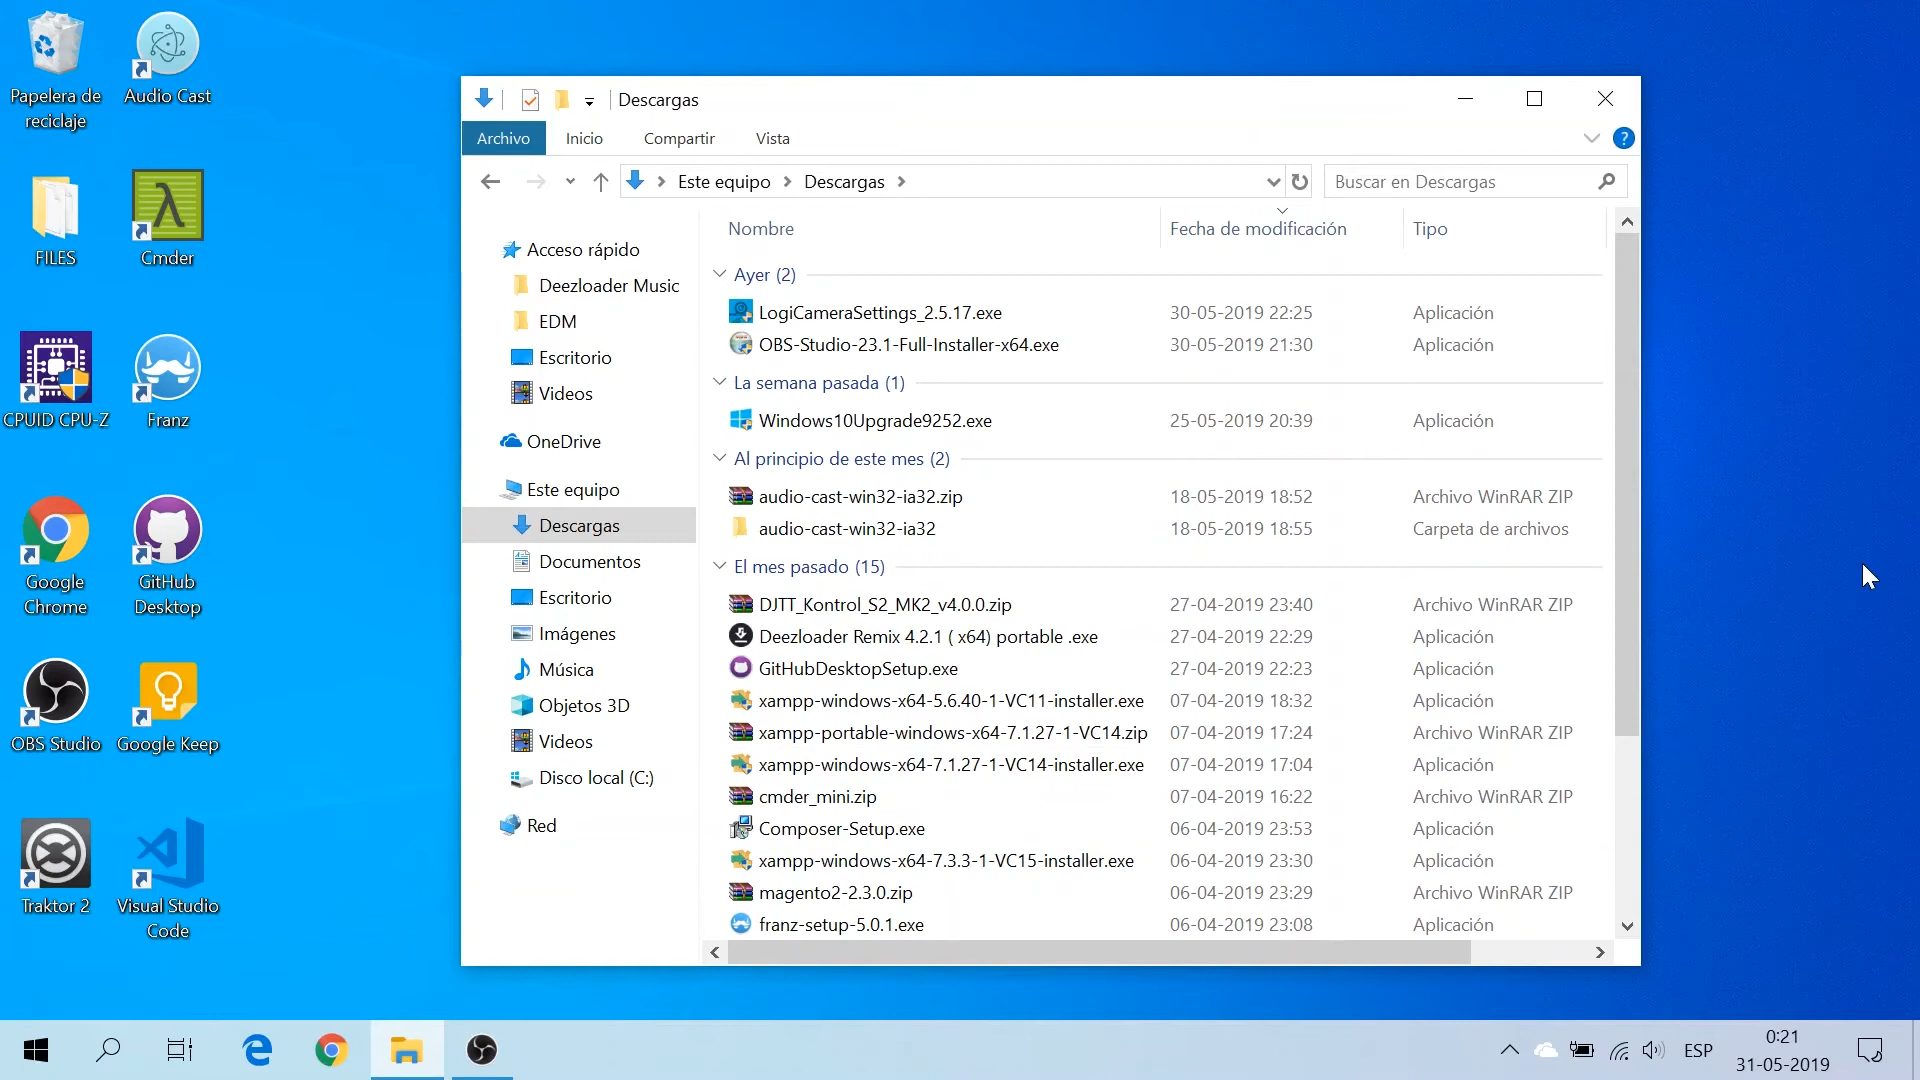 Papelera de
reciclaje
Audio Cast
FILES
Cmder
CPUID CPU-Z
Franz
Google
Chrome
GitHub
Desktop
OBS Studio
Google Keep
Traktor 2
Visual Studio
Code
Descargas
Archivo
Inicio
Compartir
Vista
?
Este equipo
Descargas
Buscar en Descargas
Acceso rápido
Deezloader Music
EDM
Escritorio
Videos
OneDrive
Este equipo
Descargas
Documentos
Escritorio
Imágenes
Música
Objetos 3D
Videos
Disco local (C:)
Red
Nombre Fecha de modificación Tipo
Ayer (2)
LogiCameraSettings_2.5.17.exe 30-05-2019 22:25 Aplicación
OBS-Studio-23.1-Full-Installer-x64.exe 30-05-2019 21:30 Aplicación
La semana pasada (1)
Windows10Upgrade9252.exe 25-05-2019 20:39 Aplicación
Al principio de este mes (2)
audio-cast-win32-ia32.zip 18-05-2019 18:52 Archivo WinRAR ZIP
audio-cast-win32-ia32 18-05-2019 18:55 Carpeta de archivos
El mes pasado (15)
DJTT_Kontrol_S2_MK2_v4.0.0.zip 27-04-2019 23:40 Archivo WinRAR ZIP
Deezloader Remix 4.2.1 ( x64) portable .exe 27-04-2019 22:29 Aplicación
GitHubDesktopSetup.exe 27-04-2019 22:23 Aplicación
xampp-windows-x64-5.6.40-1-VC11-installer.exe 07-04-2019 18:32 Aplicación
xampp-portable-windows-x64-7.1.27-1-VC14.zip 07-04-2019 17:24 Archivo WinRAR ZIP
xampp-windows-x64-7.1.27-1-VC14-installer.exe 07-04-2019 17:04 Aplicación
cmder_mini.zip 07-04-2019 16:22 Archivo WinRAR ZIP
Composer-Setup.exe 06-04-2019 23:53 Aplicación
xampp-windows-x64-7.3.3-1-VC15-installer.exe 06-04-2019 23:30 Aplicación
magento2-2.3.0.zip 06-04-2019 23:29 Archivo WinRAR ZIP
franz-setup-5.0.1.exe 06-04-2019 23:08 Aplicación
ESP
0:21
31-05-2019